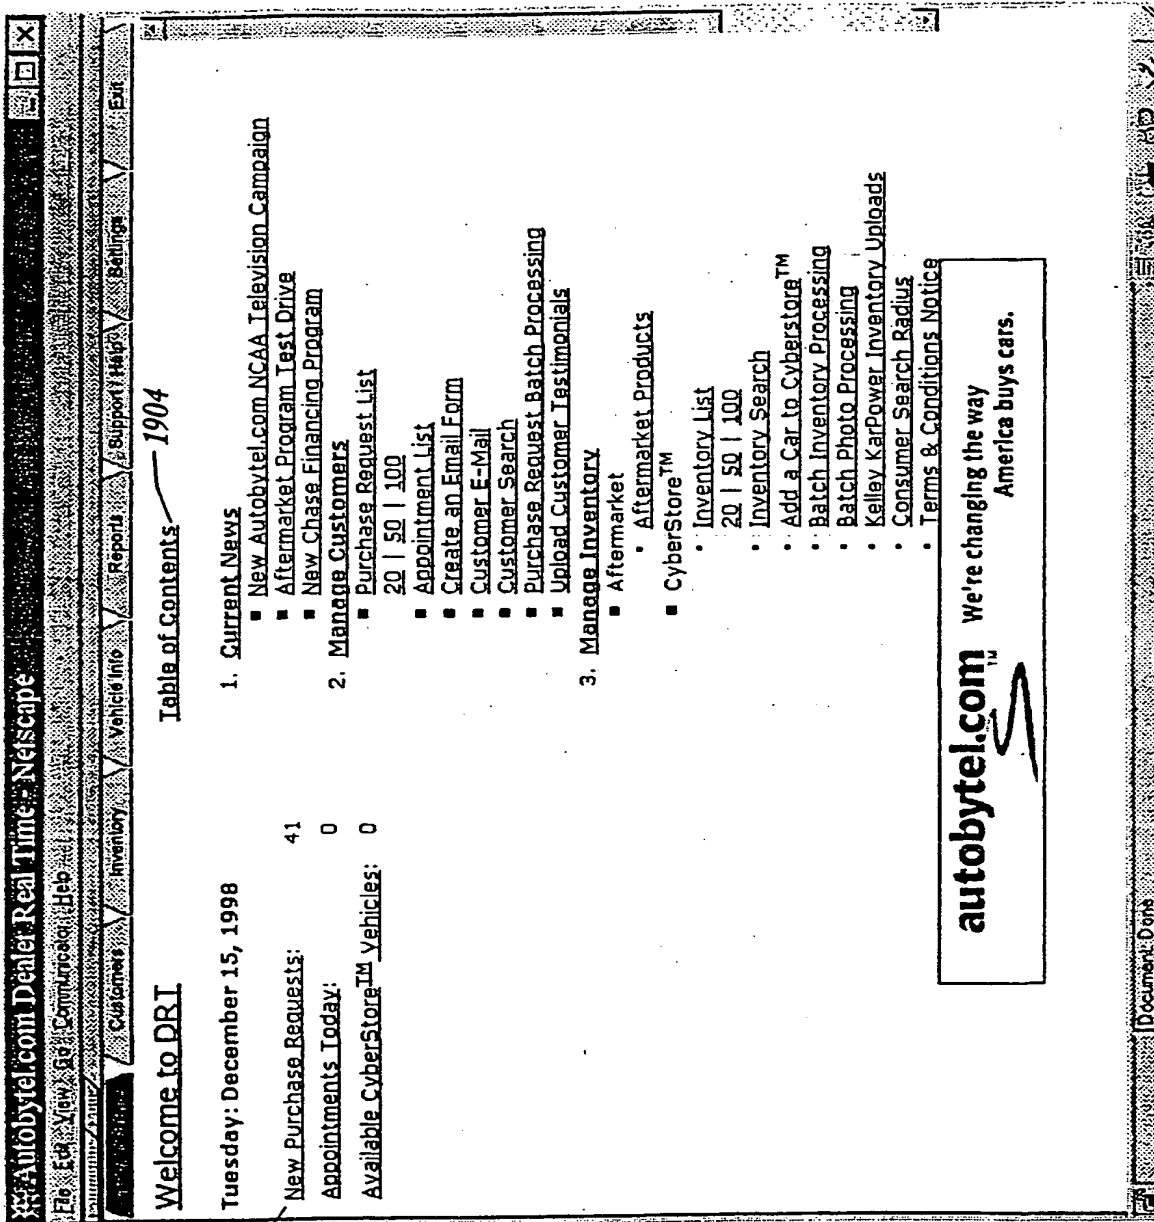 Autobytel.com Dealer Real Time - Netscape
File Edit View Go Communicator Help
Customers Inventory Vehicle Info Reports Support / Help Settings Exit
Welcome to DRT
Tuesday: December 15, 1998
New Purchase Requests: 41
Appointments Today: 0
Available CyberStore™ Vehicles: 0
Table of Contents 1904
1. Current News
▪ New Autobytel.com NCAA Television Campaign
▪ Aftermarket Program Test Drive
▪ New Chase Financing Program
2. Manage Customers
▪ Purchase Request List
20 | 50 | 100
▪ Appointment List
▪ Create an Email Form
▪ Customer E-Mail
▪ Customer Search
▪ Purchase Request Batch Processing
▪ Upload Customer Testimonials
3. Manage Inventory
▪ Aftermarket
• Aftermarket Products
▪ CyberStore™
• Inventory List
20 | 50 | 100
• Inventory Search
• Add a Car to Cyberstore™
• Batch Inventory Processing
• Batch Photo Processing
• Kelley KarPower Inventory Uploads
• Consumer Search Radius
• Terms & Conditions Notice
autobytel.com™ We're changing the way
America buys cars.
Document: Done